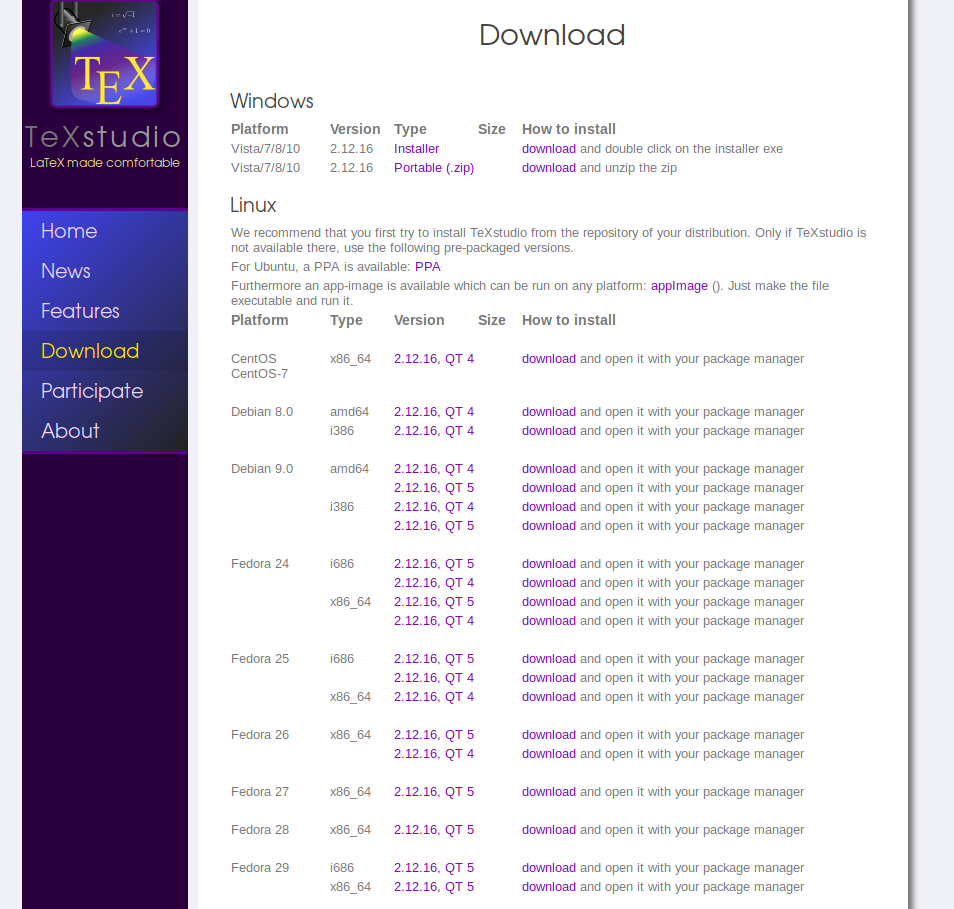 i = √−1
e^iπ + 1 = 0
TEX
TeXstudio
LaTeX made comfortable
Home
News
Features
Download
Participate
About
Download
Windows
Platform Version Type Size How to install
Vista/7/8/10 2.12.16 Installer download and double click on the installer exe
Vista/7/8/10 2.12.16 Portable (.zip) download and unzip the zip
Linux
We recommend that you first try to install TeXstudio from the repository of your distribution. Only if TeXstudio is
not available there, use the following pre-packaged versions.
For Ubuntu, a PPA is available: PPA
Furthermore an app-image is available which can be run on any platform: appImage (). Just make the file
executable and run it.
Platform Type Version Size How to install
CentOS x86_64 2.12.16, QT 4 download and open it with your package manager
CentOS-7
Debian 8.0 amd64 2.12.16, QT 4 download and open it with your package manager
i386 2.12.16, QT 4 download and open it with your package manager
Debian 9.0 amd64 2.12.16, QT 4 download and open it with your package manager
2.12.16, QT 5 download and open it with your package manager
i386 2.12.16, QT 4 download and open it with your package manager
2.12.16, QT 5 download and open it with your package manager
Fedora 24 i686 2.12.16, QT 5 download and open it with your package manager
2.12.16, QT 4 download and open it with your package manager
x86_64 2.12.16, QT 5 download and open it with your package manager
2.12.16, QT 4 download and open it with your package manager
Fedora 25 i686 2.12.16, QT 5 download and open it with your package manager
2.12.16, QT 4 download and open it with your package manager
x86_64 2.12.16, QT 4 download and open it with your package manager
Fedora 26 x86_64 2.12.16, QT 5 download and open it with your package manager
2.12.16, QT 4 download and open it with your package manager
Fedora 27 x86_64 2.12.16, QT 5 download and open it with your package manager
Fedora 28 x86_64 2.12.16, QT 5 download and open it with your package manager
Fedora 29 i686 2.12.16, QT 5 download and open it with your package manager
x86_64 2.12.16, QT 5 download and open it with your package manager